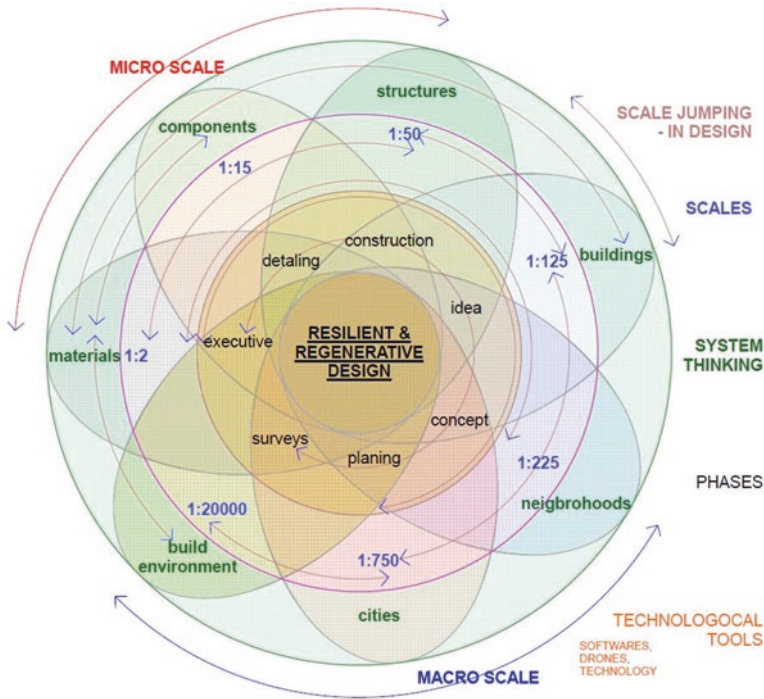 MICRO SCALE
structures
SCALE JUMPING
- IN DESIGN
components
1:50
1:15
SCALES
construction
1:125
buildings
detaling
idea
RESILIENT &
REGENERATIVE
DESIGN
executive
materials
1:2
SYSTEM
THINKING
concept
surveys
planing
1:225
PHASES
neigbrohoods
1:20000
build
environment
1:750
cities
TECHNOLOGOCAL
TOOLS
SOFTWARES,
DRONES,
TECHNOLOGY
MACRO SCALE